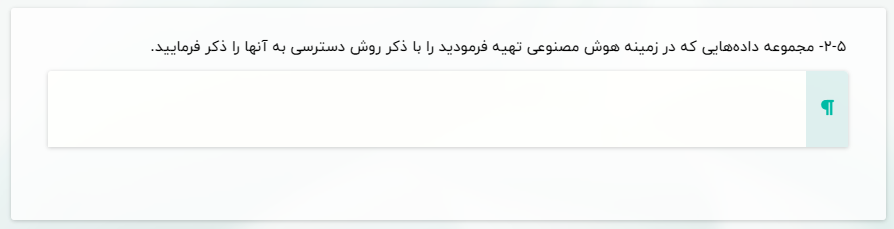 ۲-۵- مجموعه داده‌هایی که در زمینه هوش مصنوعی تهیه فرمودید را با ذکر روش دسترسی به آنها را ذکر فرمایید.
¶